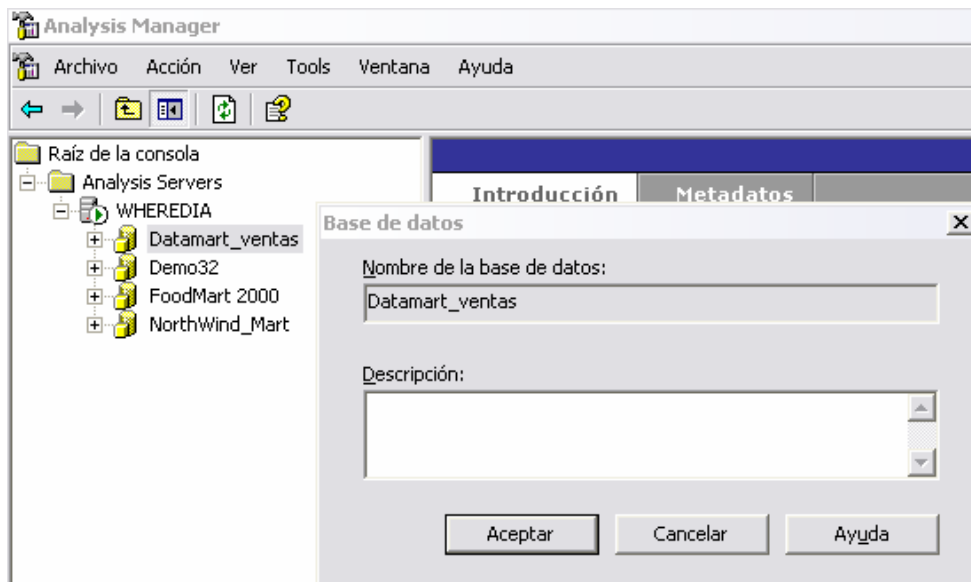 Analysis Manager
Archivo Acción Ver Tools Ventana Ayuda
Raíz de la consola
Analysis Servers
WHEREDIA
Datamart_ventas
Demo32
FoodMart 2000
NorthWind_Mart
Introducción Metadatos
Base de datos
Nombre de la base de datos:
Datamart_ventas
Descripción:
Aceptar Cancelar Ayuda